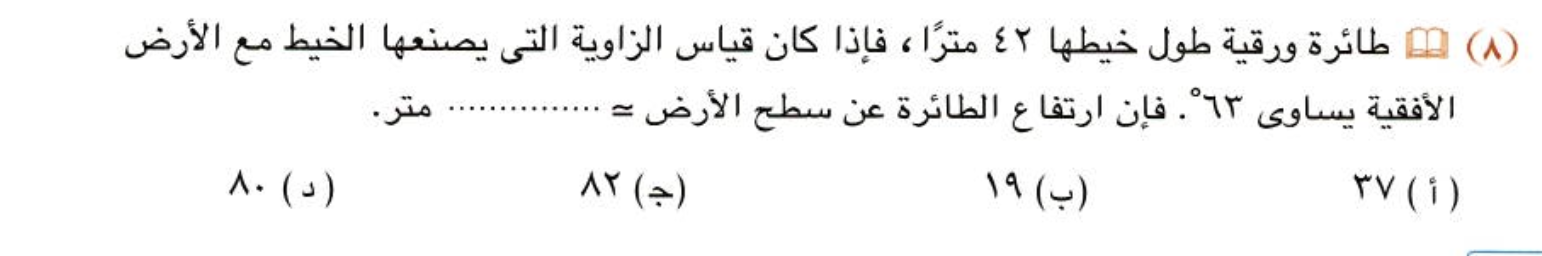 (٨) طائرة ورقية طول خيطها ٤٢ مترًا ، فإذا كان قياس الزاوية التى يصنعها الخيط مع الأرض
الأفقية يساوى ٦٣°. فإن ارتفاع الطائرة عن سطح الأرض ≃ ............... متر.
(أ) ٣٧ (ب) ١٩ (ج) ٨٢ (د) ٨٠